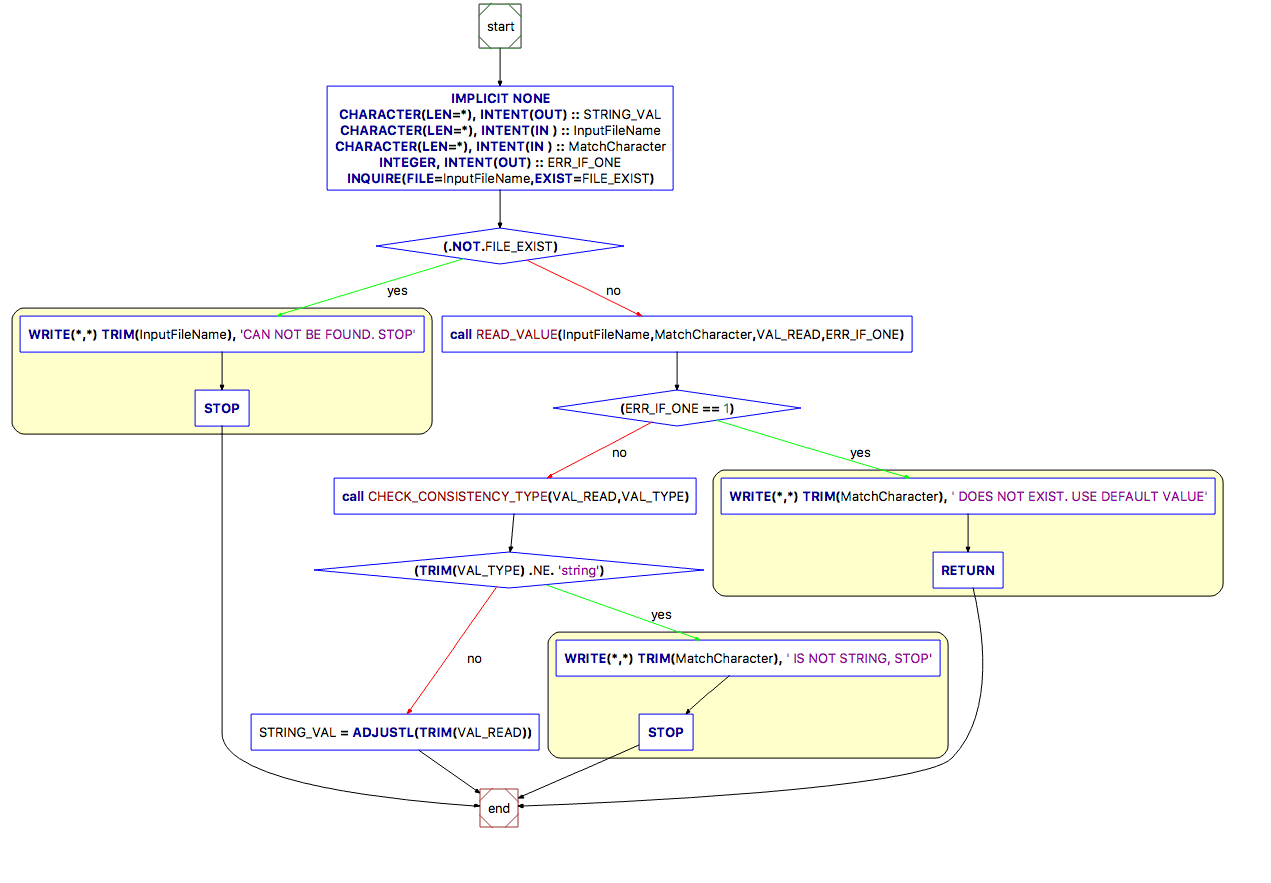 start
IMPLICIT NONE
CHARACTER(LEN=*), INTENT(OUT) :: STRING_VAL
CHARACTER(LEN=*), INTENT(IN ) :: InputFileName
CHARACTER(LEN=*), INTENT(IN ) :: MatchCharacter
INTEGER, INTENT(OUT) :: ERR_IF_ONE
INQUIRE(FILE=InputFileName,EXIST=FILE_EXIST)
(.NOT.FILE_EXIST)
yes
no
WRITE(*,*) TRIM(InputFileName), 'CAN NOT BE FOUND. STOP'
call READ_VALUE(InputFileName,MatchCharacter,VAL_READ,ERR_IF_ONE)
STOP
(ERR_IF_ONE == 1)
no
yes
call CHECK_CONSISTENCY_TYPE(VAL_READ,VAL_TYPE)
WRITE(*,*) TRIM(MatchCharacter), ' DOES NOT EXIST. USE DEFAULT VALUE'
(TRIM(VAL_TYPE) .NE. 'string')
RETURN
yes
no
WRITE(*,*) TRIM(MatchCharacter), ' IS NOT STRING, STOP'
STRING_VAL = ADJUSTL(TRIM(VAL_READ))
STOP
end